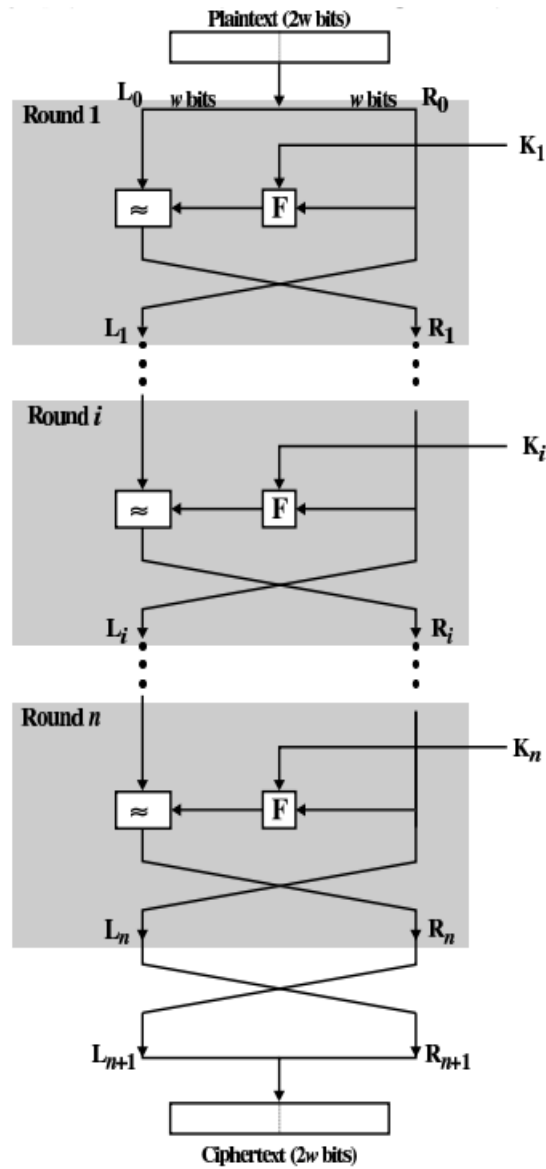 Plaintext (2w bits)
L0 w bits w bits R0
Round 1
K1
≈ F
L1 R1
Round i
Ki
≈ F
Li Ri
Round n
Kn
≈ F
Ln Rn
Ln+1 Rn+1
Ciphertext (2w bits)